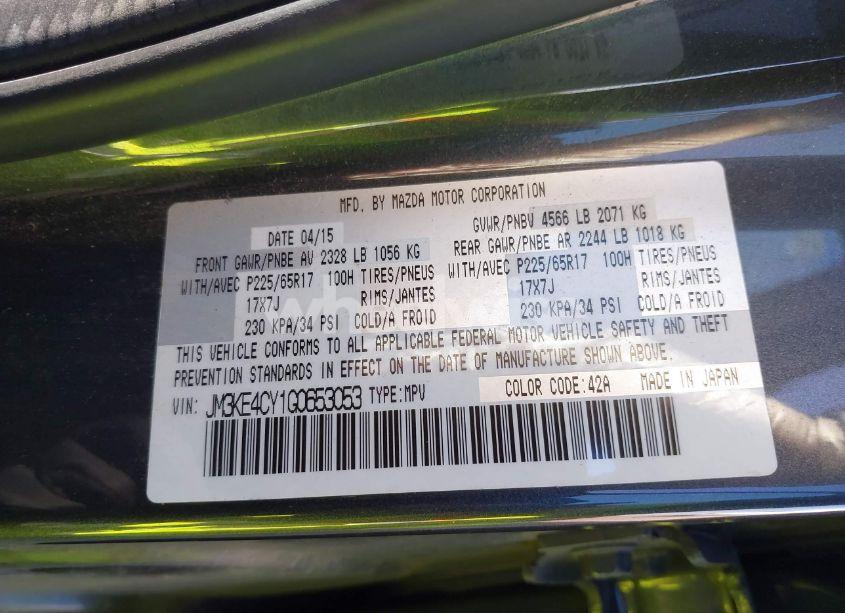 MFD. BY MAZDA MOTOR CORPORATION
DATE 04/15 GVWR/PNBV 4566 LB 2071 KG
FRONT GAWR/PNBE AV 2328 LB 1056 KG REAR GAWR/PNBE AR 2244 LB 1018 KG
WITH/AVEC P225/65R17 100H TIRES/PNEUS WITH/AVEC P225/65R17 100H TIRES/PNEUS
17X7J RIMS/JANTES 17X7J RIMS/JANTES
230 KPA/34 PSI COLD/A FROID 230 KPA/34 PSI COLD/A FROID
THIS VEHICLE CONFORMS TO ALL APPLICABLE FEDERAL MOTOR VEHICLE SAFETY AND THEFT
PREVENTION STANDARDS IN EFFECT ON THE DATE OF MANUFACTURE SHOWN ABOVE.
VIN: JM3KE4CY1G0653053 TYPE:MPV COLOR CODE:42A MADE IN JAPAN